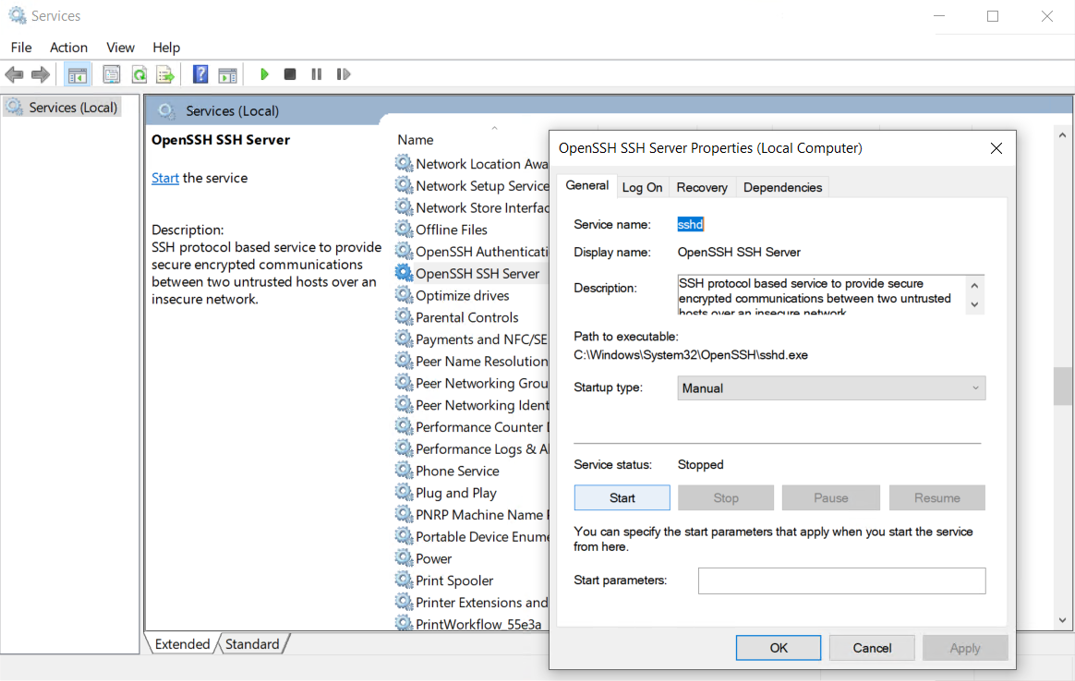 Services
File Action View Help
Services (Local)
Services (Local)
OpenSSH SSH Server
Start the service
Description:
SSH protocol based service to provide
secure encrypted communications
between two untrusted hosts over an
insecure network.
Name
Network Location Awa
Network Setup Service
Network Store Interfac
Offline Files
OpenSSH Authenticati
OpenSSH SSH Server
Optimize drives
Parental Controls
Payments and NFC/SE
Peer Name Resolution
Peer Networking Grou
Peer Networking Ident
Performance Counter
Performance Logs & Al
Phone Service
Plug and Play
PNRP Machine Name
Portable Device Enume
Power
Print Spooler
Printer Extensions and
PrintWorkflow_55e3a
Extended Standard
OpenSSH SSH Server Properties (Local Computer)
General Log On Recovery Dependencies
Service name: sshd
Display name: OpenSSH SSH Server
Description: SSH protocol based service to provide secure
encrypted communications between two untrusted
hosts over an insecure network.
Path to executable:
C:\Windows\System32\OpenSSH\sshd.exe
Startup type: Manual
Service status: Stopped
Start Stop Pause Resume
You can specify the start parameters that apply when you start the service
from here.
Start parameters:
OK Cancel Apply